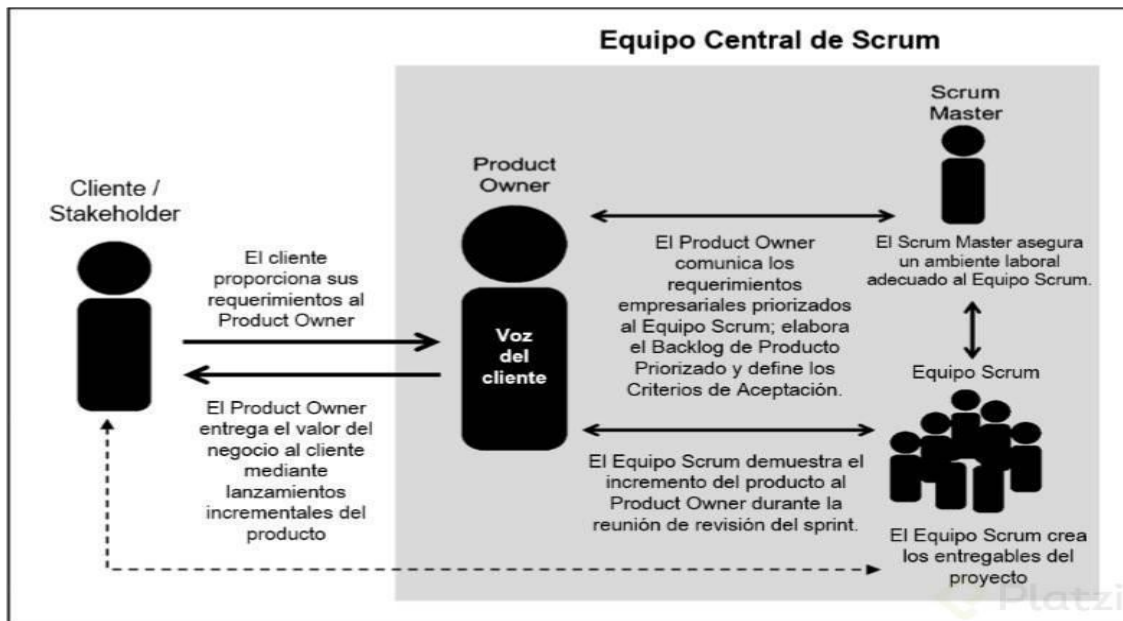 Equipo Central de Scrum
Scrum
Master
Product
Owner
Cliente /
Stakeholder
El cliente
proporciona sus
requerimientos al
Product Owner
El Product Owner
entrega el valor del
negocio al cliente
mediante
lanzamientos
incrementales del
producto
Voz
del
cliente
El Product Owner
comunica los
requerimientos
empresariales priorizados
al Equipo Scrum; elabora
el Backlog de Producto
Priorizado y define los
Criterios de Aceptación.
El Scrum Master asegura
un ambiente laboral
adecuado al Equipo Scrum.
Equipo Scrum
El Equipo Scrum demuestra el
incremento del producto al
Product Owner durante la
reunión de revisión del sprint.
El Equipo Scrum crea
los entregables del
proyecto
Platzi